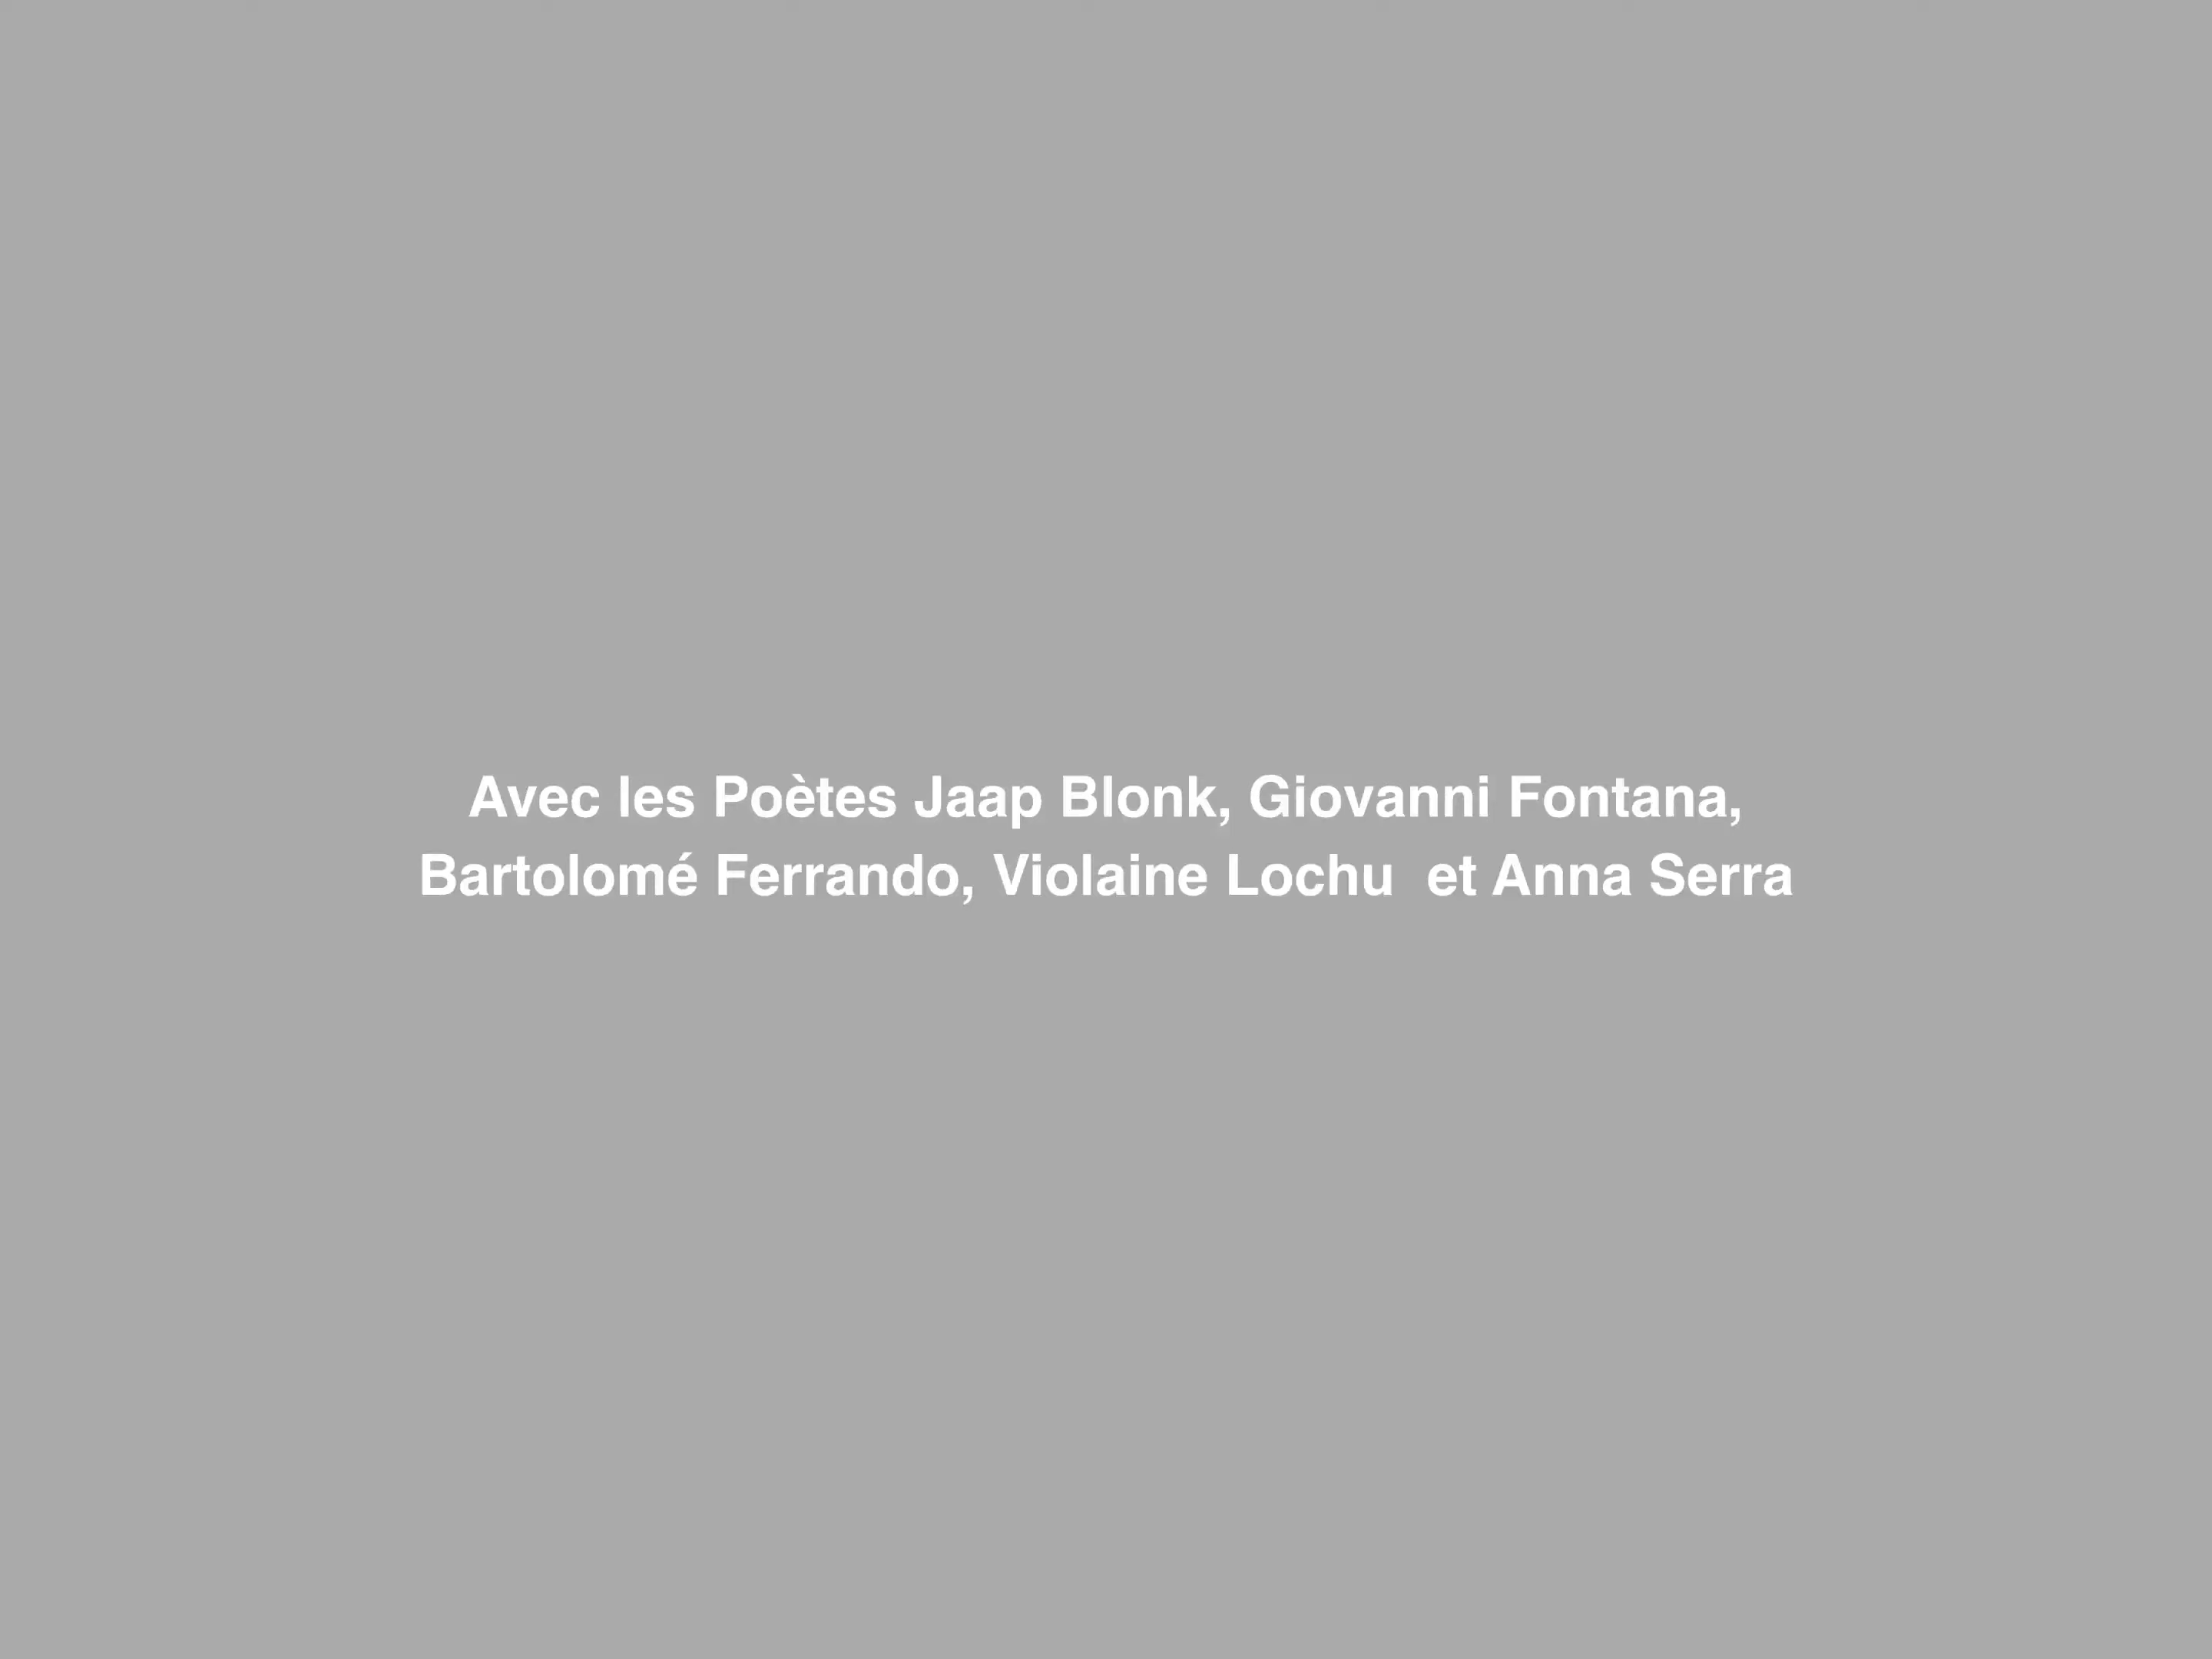 Avec les Poètes Jaap Blonk, Giovanni Fontana,
Bartolomé Ferrando, Violaine Lochu  et Anna Serra